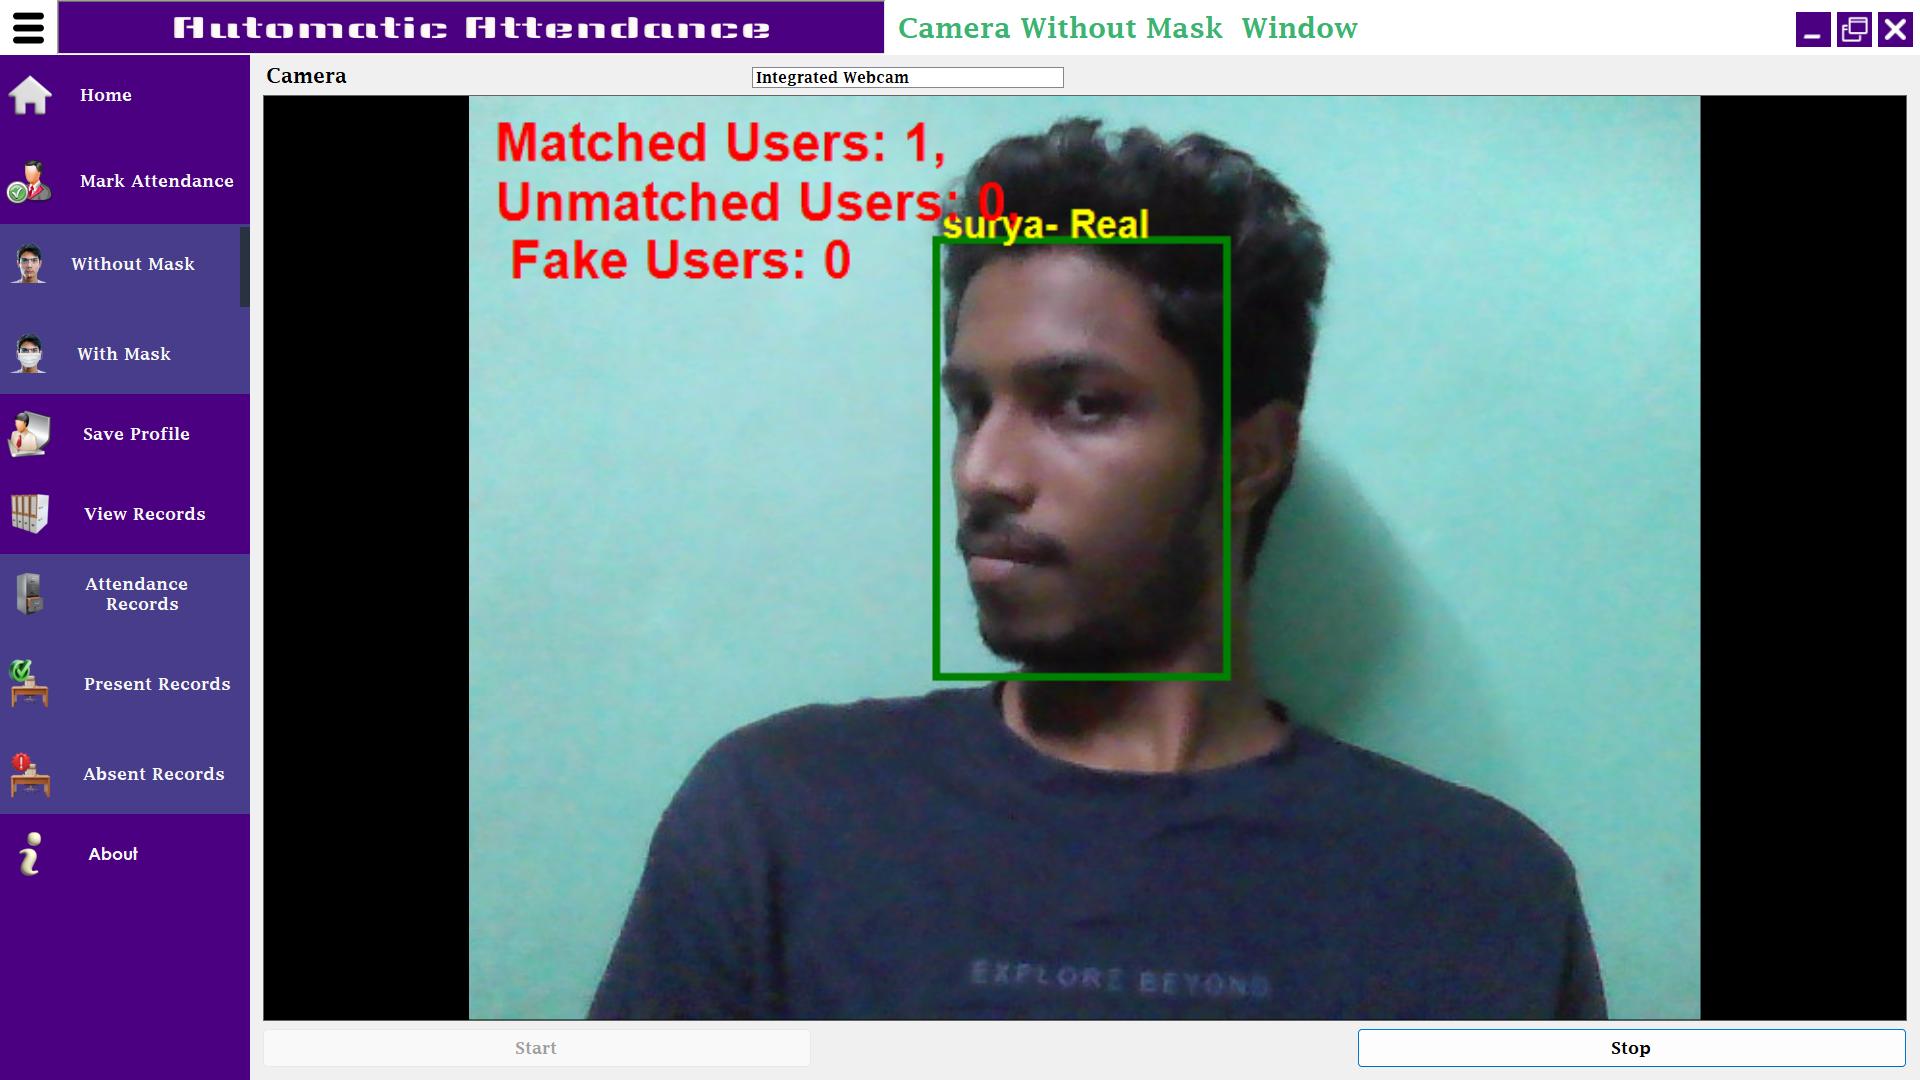 Automatic Attendance
Camera Without Mask  Window
Home
Mark Attendance
Without Mask
With Mask
Save Profile
View Records
Attendance
Records
Present Records
Absent Records
About
Camera
Integrated Webcam
Matched Users: 1,
Unmatched Users: 0,
Fake Users: 0
surya- Real
EXPLORE BEYOND
Start
Stop